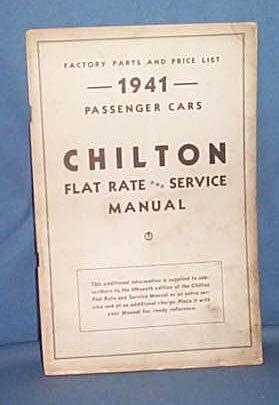 FACTORY PARTS AND PRICE LIST
— 1941 —
PASSENGER CARS
CHILTON
FLAT RATE AND SERVICE
MANUAL
This additional information is supplied to sub-
scribers to the fifteenth edition of the Chilton
Flat Rate and Service Manual as an extra ser-
vice and at no additional charge. Place it with
your Manual for ready reference.